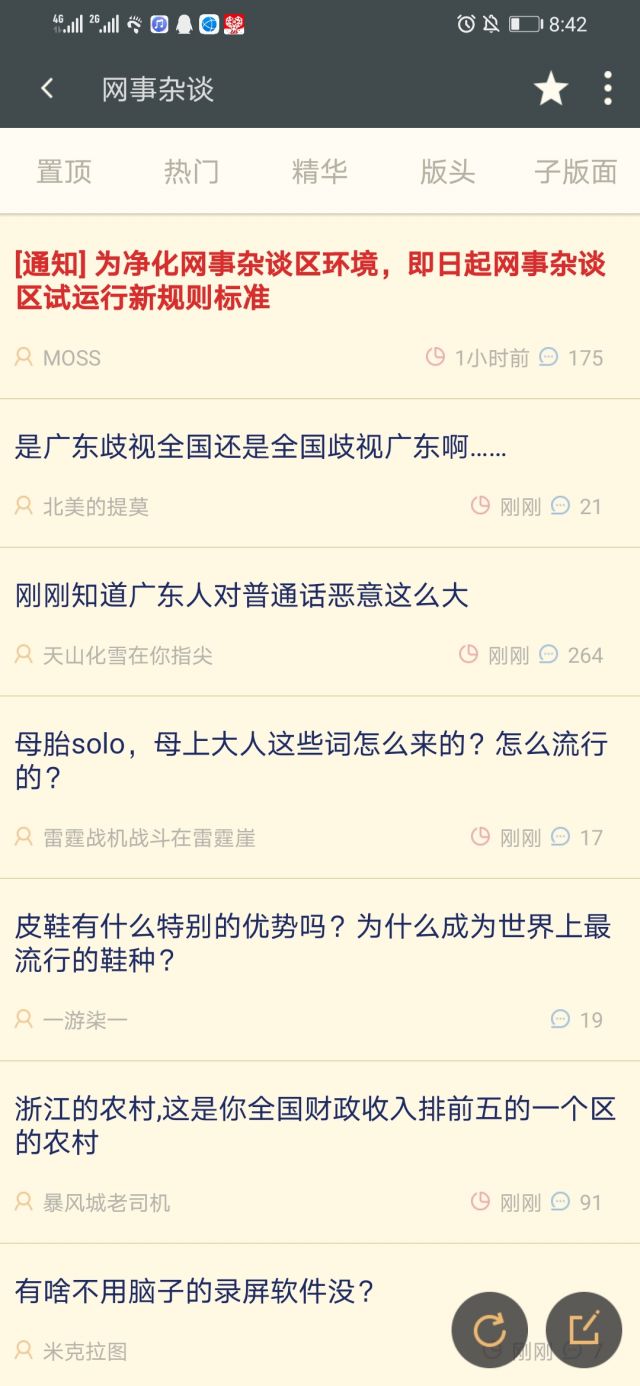 4G 2G 8:42
网事杂谈
置顶 热门 精华 版头 子版面
[通知] 为净化网事杂谈区环境，即日起网事杂谈
区试运行新规则标准
MOSS 1小时前 175
是广东歧视全国还是全国歧视广东啊……
北美的提莫 刚刚 21
刚刚知道广东人对普通话恶意这么大
天山化雪在你指尖 刚刚 264
母胎solo，母上大人这些词怎么来的？怎么流行
的？
雷霆战机战斗在雷霆崖 刚刚 17
皮鞋有什么特别的优势吗？为什么成为世界上最
流行的鞋种？
一游柒一 19
浙江的农村,这是你全国财政收入排前五的一个区
的农村
暴风城老司机 刚刚 91
有啥不用脑子的录屏软件没？
米克拉图 刚刚 7